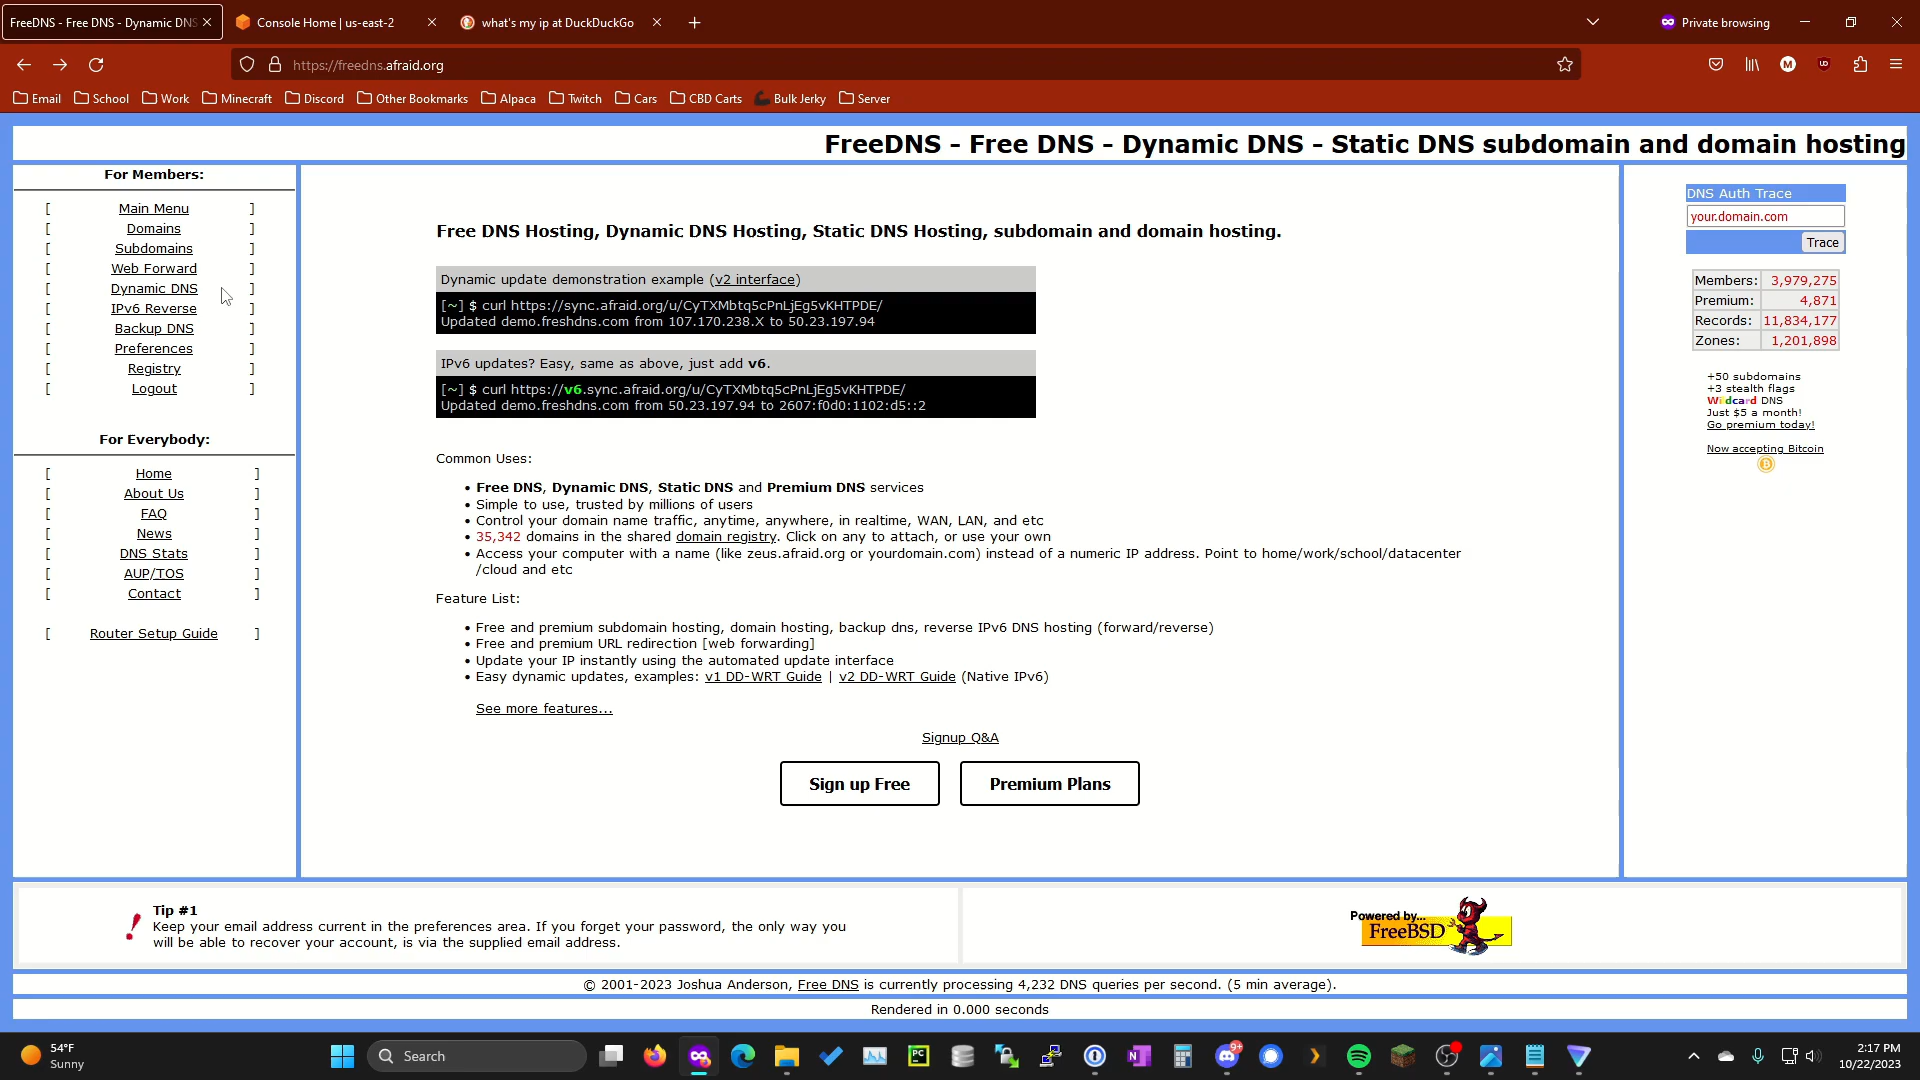 FreeDNS - Free DNS - Dynamic DNS
Console Home | us-east-2
what's my ip at DuckDuckGo
Private browsing
https://freedns.afraid.org
Email
School
Work
Minecraft
Discord
Other Bookmarks
Alpaca
Twitch
Cars
CBD Carts
Bulk Jerky
Server
FreeDNS - Free DNS - Dynamic DNS - Static DNS subdomain and domain hosting
For Members:
[ Main Menu ]
[ Domains ]
[ Subdomains ]
[ Web Forward ]
[ Dynamic DNS ]
[ IPv6 Reverse ]
[ Backup DNS ]
[ Preferences ]
[ Registry ]
[ Logout ]
For Everybody:
[ Home ]
[ About Us ]
[ FAQ ]
[ News ]
[ DNS Stats ]
[ AUP/TOS ]
[ Contact ]
[ Router Setup Guide ]
Free DNS Hosting, Dynamic DNS Hosting, Static DNS Hosting, subdomain and domain hosting.
Dynamic update demonstration example (v2 interface)
[~] $ curl https://sync.afraid.org/u/CyTXMbtq5cPnLjEg5vKHTPDE/
Updated demo.freshdns.com from 107.170.238.X to 50.23.197.94
IPv6 updates? Easy, same as above, just add v6.
[~] $ curl https://v6.sync.afraid.org/u/CyTXMbtq5cPnLjEg5vKHTPDE/
Updated demo.freshdns.com from 50.23.197.94 to 2607:f0d0:1102:d5::2
Common Uses:
• Free DNS, Dynamic DNS, Static DNS and Premium DNS services
• Simple to use, trusted by millions of users
• Control your domain name traffic, anytime, anywhere, in realtime, WAN, LAN, and etc
• 35,342 domains in the shared domain registry. Click on any to attach, or use your own
• Access your computer with a name (like zeus.afraid.org or yourdomain.com) instead of a numeric IP address. Point to home/work/school/datacenter
/cloud and etc
Feature List:
• Free and premium subdomain hosting, domain hosting, backup dns, reverse IPv6 DNS hosting (forward/reverse)
• Free and premium URL redirection [web forwarding]
• Update your IP instantly using the automated update interface
• Easy dynamic updates, examples: v1 DD-WRT Guide | v2 DD-WRT Guide (Native IPv6)
See more features...
Signup Q&A
Sign up Free
Premium Plans
DNS Auth Trace
your.domain.com
Trace
Members: 3,979,275
Premium: 4,871
Records: 11,834,177
Zones: 1,201,898
+50 subdomains
+3 stealth flags
Wildcard DNS
Just $5 a month!
Go premium today!
Now accepting Bitcoin
Tip #1
Keep your email address current in the preferences area. If you forget your password, the only way you
will be able to recover your account, is via the supplied email address.
Powered by...
FreeBSD
© 2001-2023 Joshua Anderson, Free DNS is currently processing 4,232 DNS queries per second. (5 min average).
Rendered in 0.000 seconds
54°F
Sunny
Search
PC
9+
2:17 PM
10/22/2023